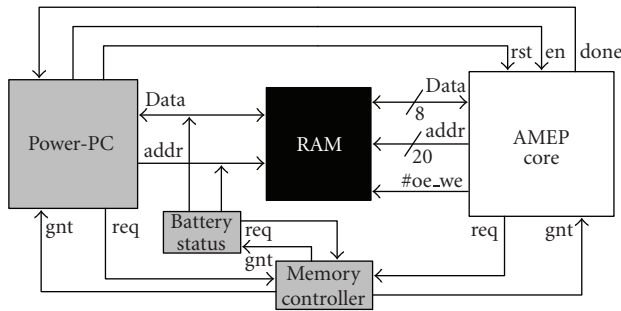 rst en done
Data
Data
8
Power-PC
RAM
AMEP
core
addr
addr
20
#oe_we
gnt
req
Battery
status
req
gnt
req
gnt
Memory
controller